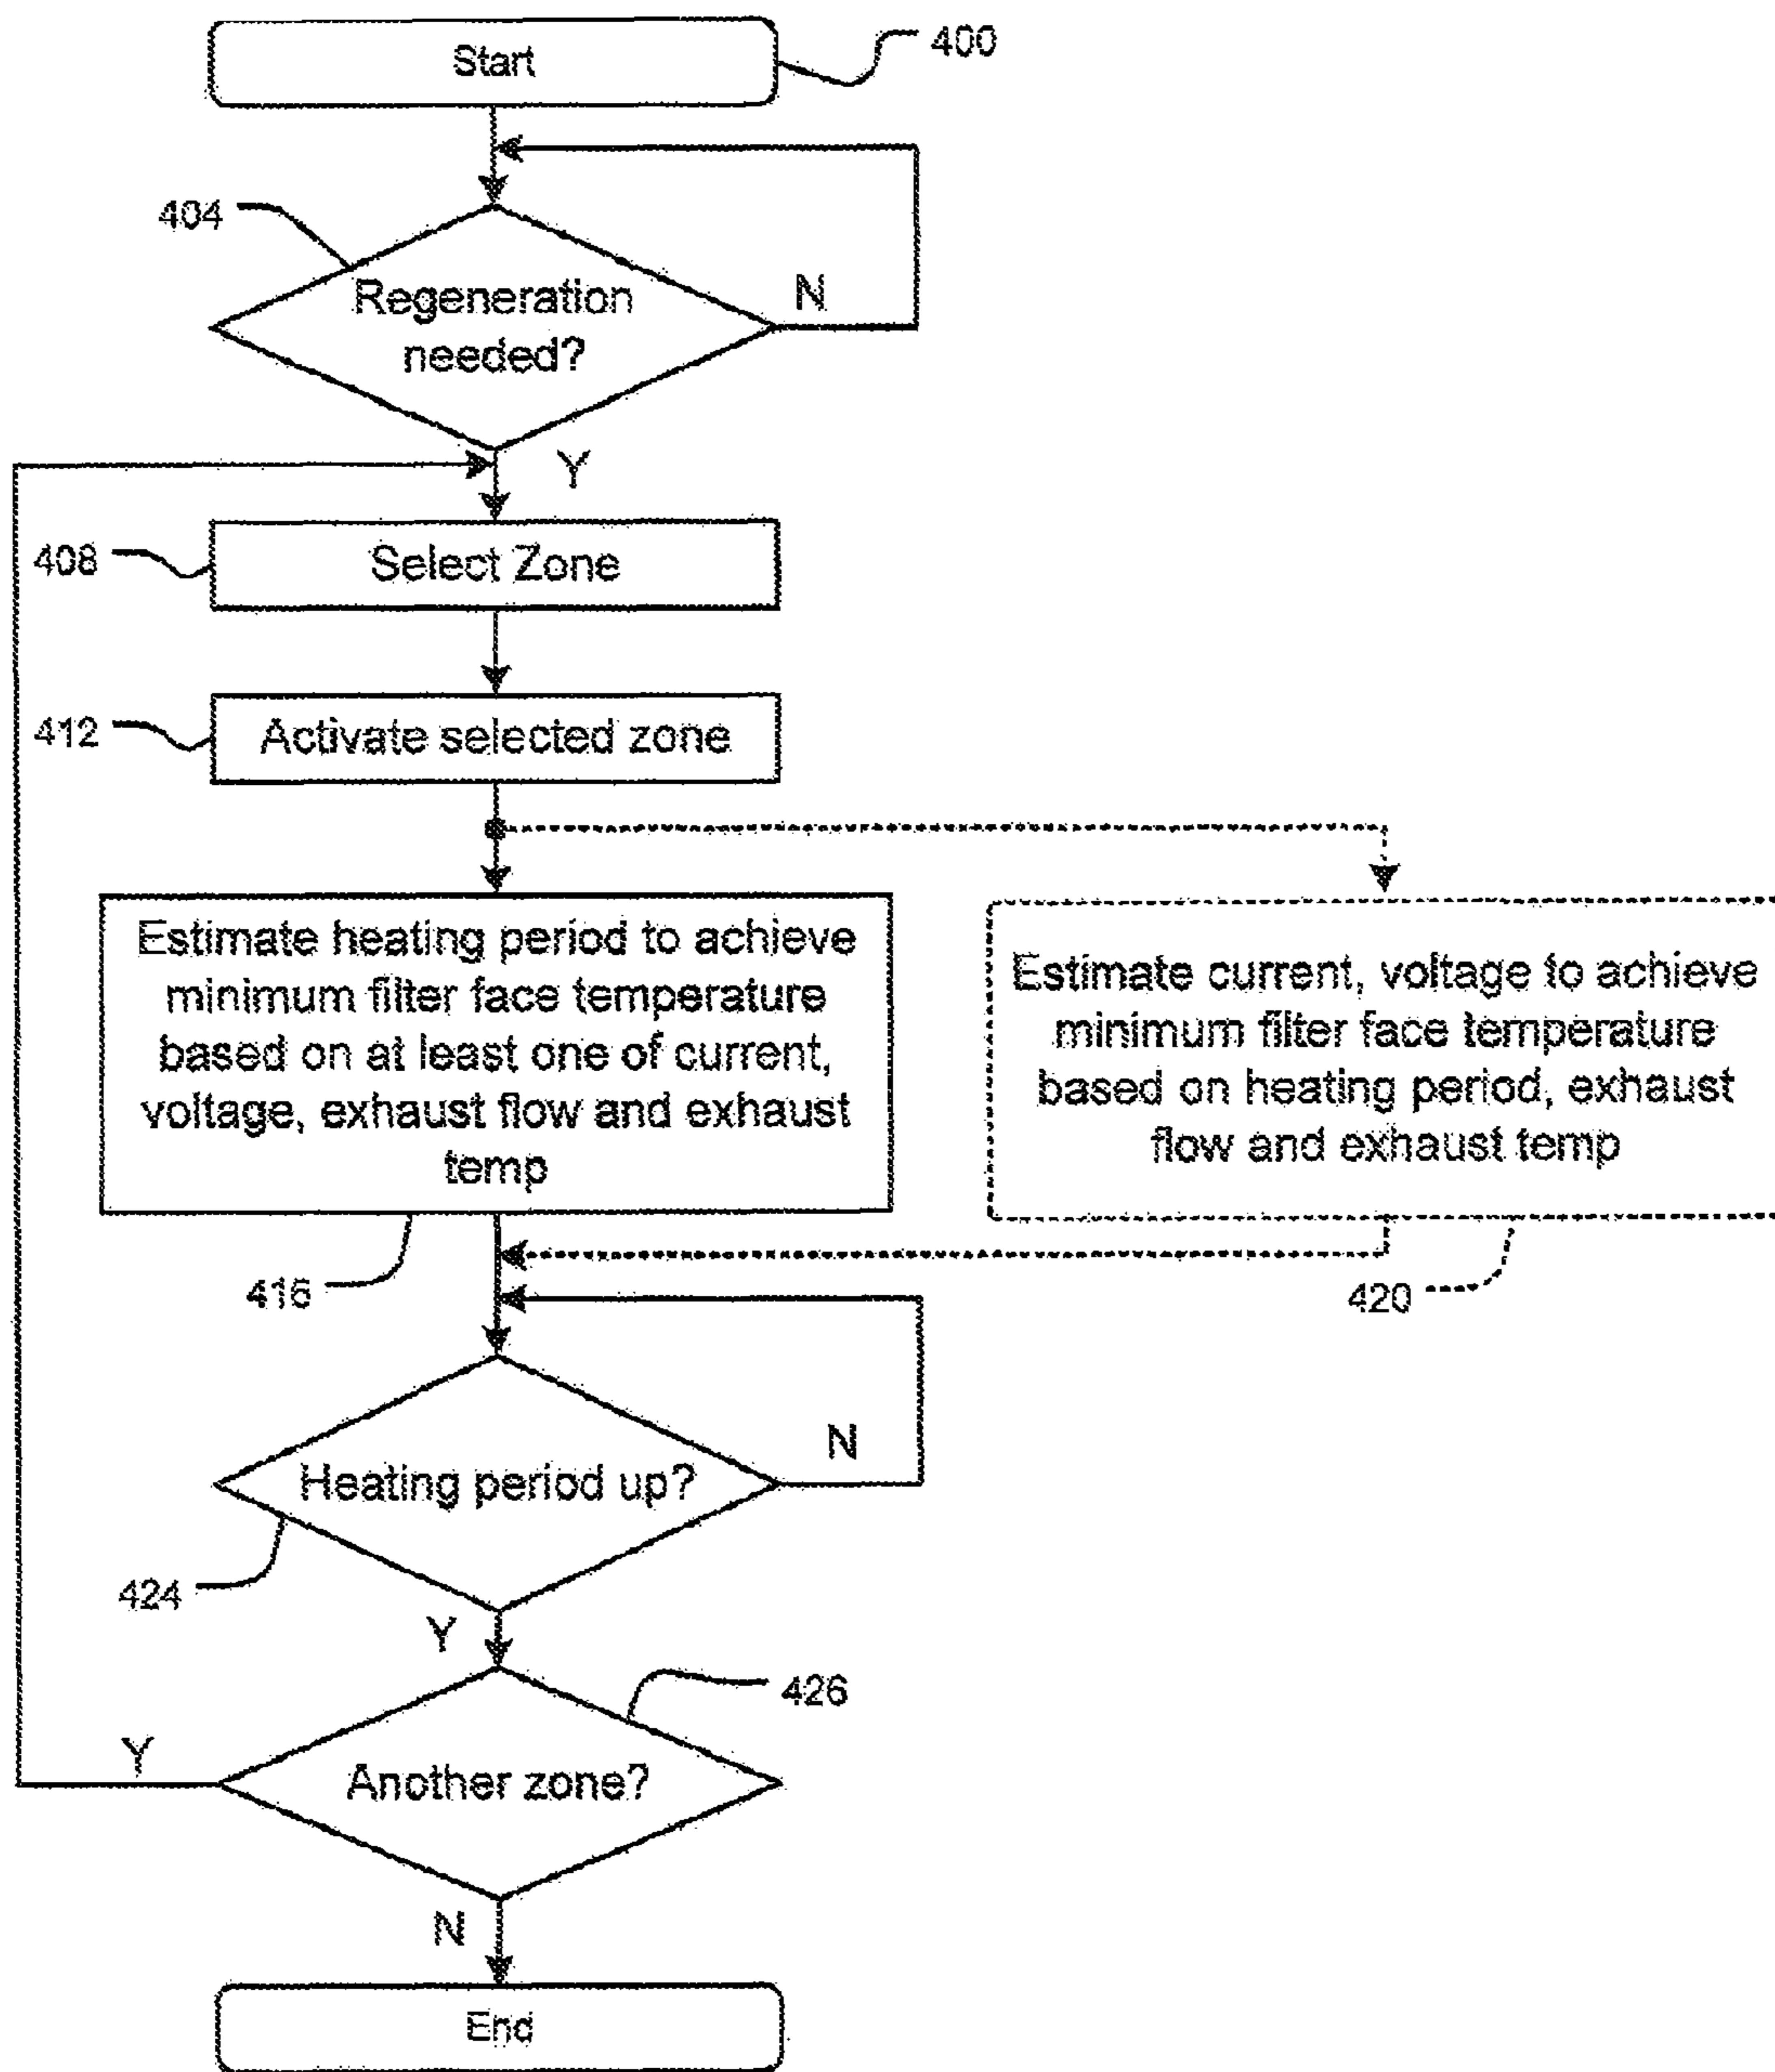 Start
400
404
Regeneration
needed?
N
Y
408
Select Zone
412
Activate selected zone
Estimate heating period to achieve
minimum filter face temperature
based on at least one of current,
voltage, exhaust flow and exhaust
temp
Estimate current, voltage to achieve
minimum filter face temperature
based on heating period, exhaust
flow and exhaust temp
416
420
Heating period up?
N
424
Y
426
Y
Another zone?
N
End